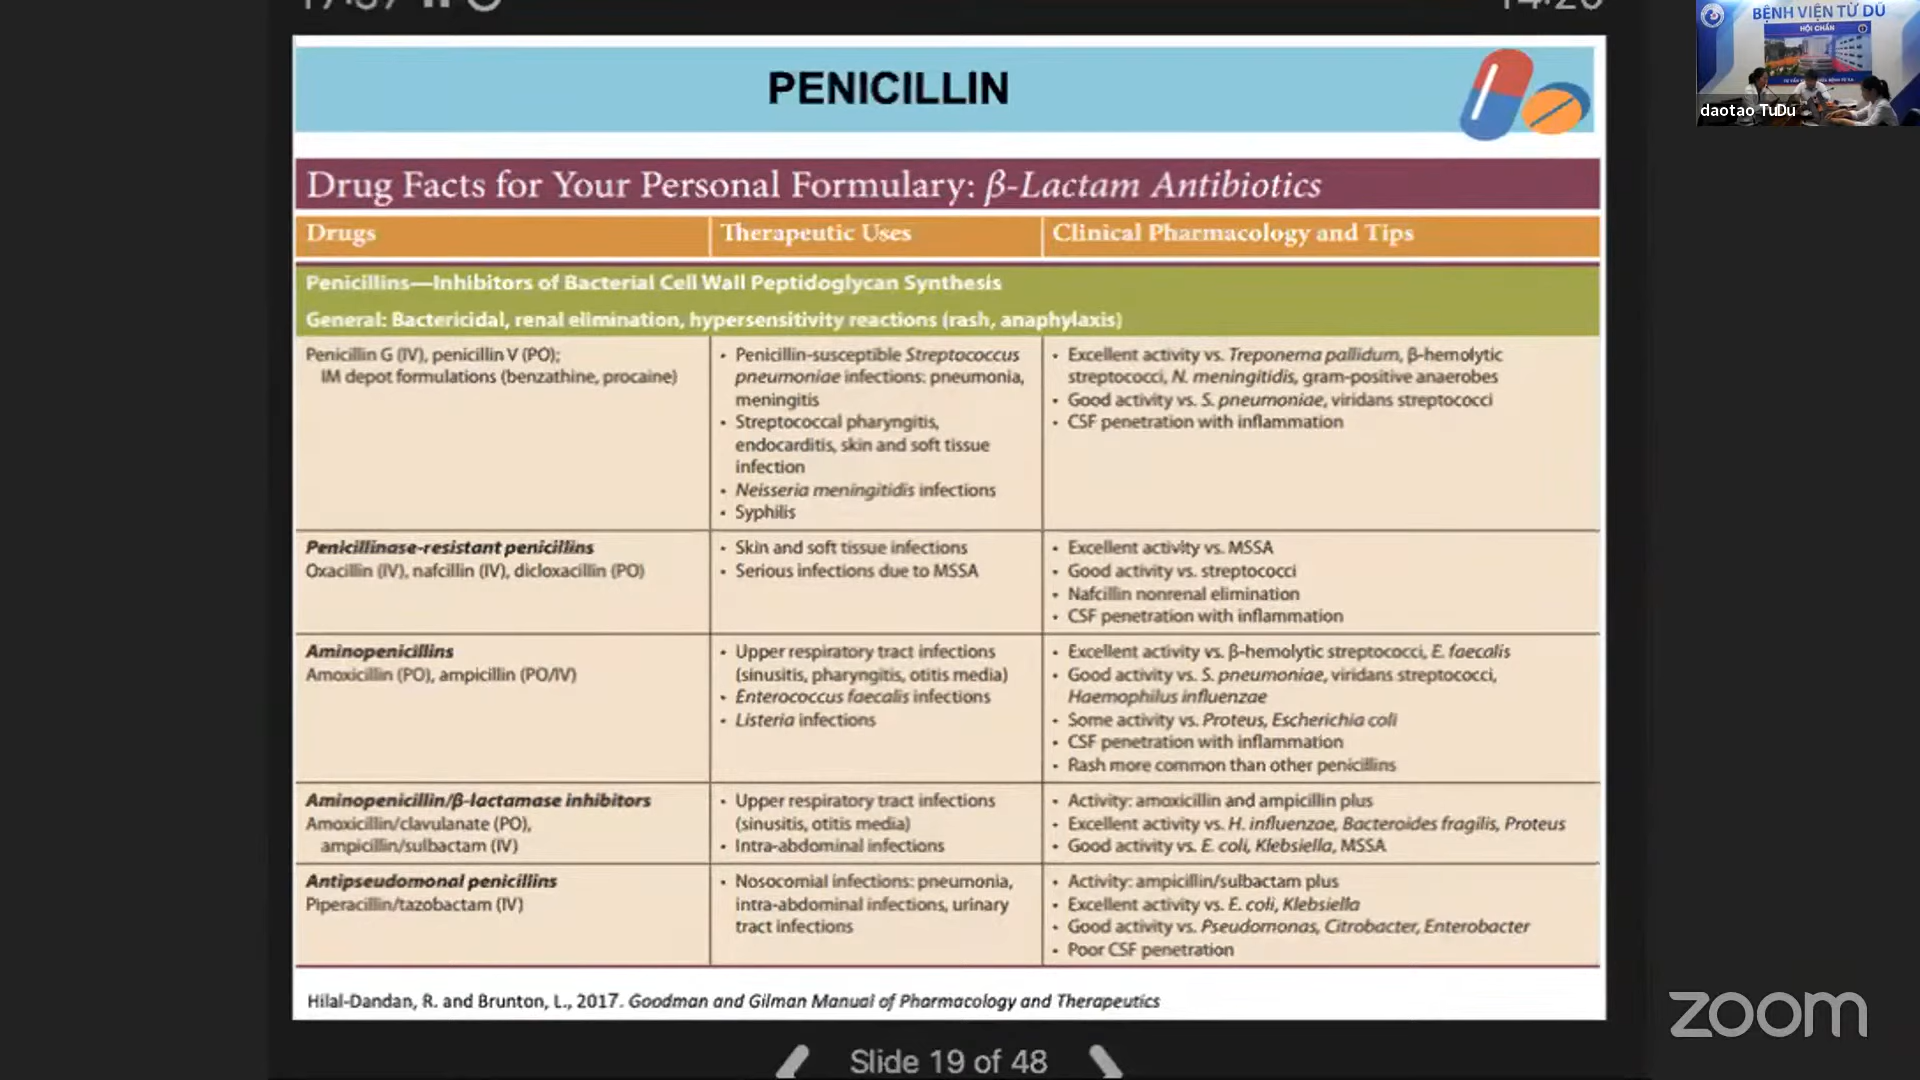 BỆNH VIỆN TỪ DŨ
HỘI CHẨN
daotao TuDu
PENICILLIN
Drug Facts for Your Personal Formulary: β-Lactam Antibiotics
Drugs
Therapeutic Uses
Clinical Pharmacology and Tips
Penicillins—Inhibitors of Bacterial Cell Wall Peptidoglycan Synthesis
General: Bactericidal, renal elimination, hypersensitivity reactions (rash, anaphylaxis)
Penicillin G (IV), penicillin V (PO);
IM depot formulations (benzathine, procaine)
• Penicillin-susceptible Streptococcus
pneumoniae infections: pneumonia,
meningitis
• Streptococcal pharyngitis,
endocarditis, skin and soft tissue
infection
• Neisseria meningitidis infections
• Syphilis
• Excellent activity vs. Treponema pallidum, β-hemolytic
streptococci, N. meningitidis, gram-positive anaerobes
• Good activity vs. S. pneumoniae, viridans streptococci
• CSF penetration with inflammation
Penicillinase-resistant penicillins
Oxacillin (IV), nafcillin (IV), dicloxacillin (PO)
• Skin and soft tissue infections
• Serious infections due to MSSA
• Excellent activity vs. MSSA
• Good activity vs. streptococci
• Nafcillin nonrenal elimination
• CSF penetration with inflammation
Aminopenicillins
Amoxicillin (PO), ampicillin (PO/IV)
• Upper respiratory tract infections
(sinusitis, pharyngitis, otitis media)
• Enterococcus faecalis infections
• Listeria infections
• Excellent activity vs. β-hemolytic streptococci, E. faecalis
• Good activity vs. S. pneumoniae, viridans streptococci,
Haemophilus influenzae
• Some activity vs. Proteus, Escherichia coli
• CSF penetration with inflammation
• Rash more common than other penicillins
Aminopenicillin/β-lactamase inhibitors
Amoxicillin/clavulanate (PO),
ampicillin/sulbactam (IV)
• Upper respiratory tract infections
(sinusitis, otitis media)
• Intra-abdominal infections
• Activity: amoxicillin and ampicillin plus
• Excellent activity vs. H. influenzae, Bacteroides fragilis, Proteus
• Good activity vs. E. coli, Klebsiella, MSSA
Antipseudomonal penicillins
Piperacillin/tazobactam (IV)
• Nosocomial infections: pneumonia,
intra-abdominal infections, urinary
tract infections
• Activity: ampicillin/sulbactam plus
• Excellent activity vs. E. coli, Klebsiella
• Good activity vs. Pseudomonas, Citrobacter, Enterobacter
• Poor CSF penetration
Hilal-Dandan, R. and Brunton, L., 2017. Goodman and Gilman Manual of Pharmacology and Therapeutics
Slide 19 of 48
zoom